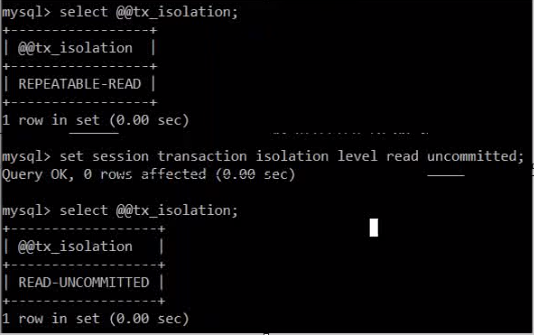 mysql> select @@tx_isolation;
+-----------------+
| @@tx_isolation  |
+-----------------+
| REPEATABLE-READ |
+-----------------+
1 row in set (0.00 sec)
mysql> set session transaction isolation level read uncommitted;
Query OK, 0 rows affected (0.00 sec)
mysql> select @@tx_isolation;
+------------------+
| @@tx_isolation   |
+------------------+
| READ-UNCOMMITTED |
+------------------+
1 row in set (0.00 sec)